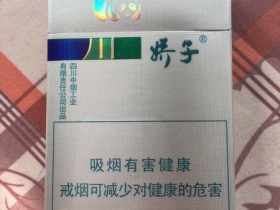 娇子®
四川中烟工业
有限责任公司出品
吸烟有害健康
戒烟可减少对健康的危害